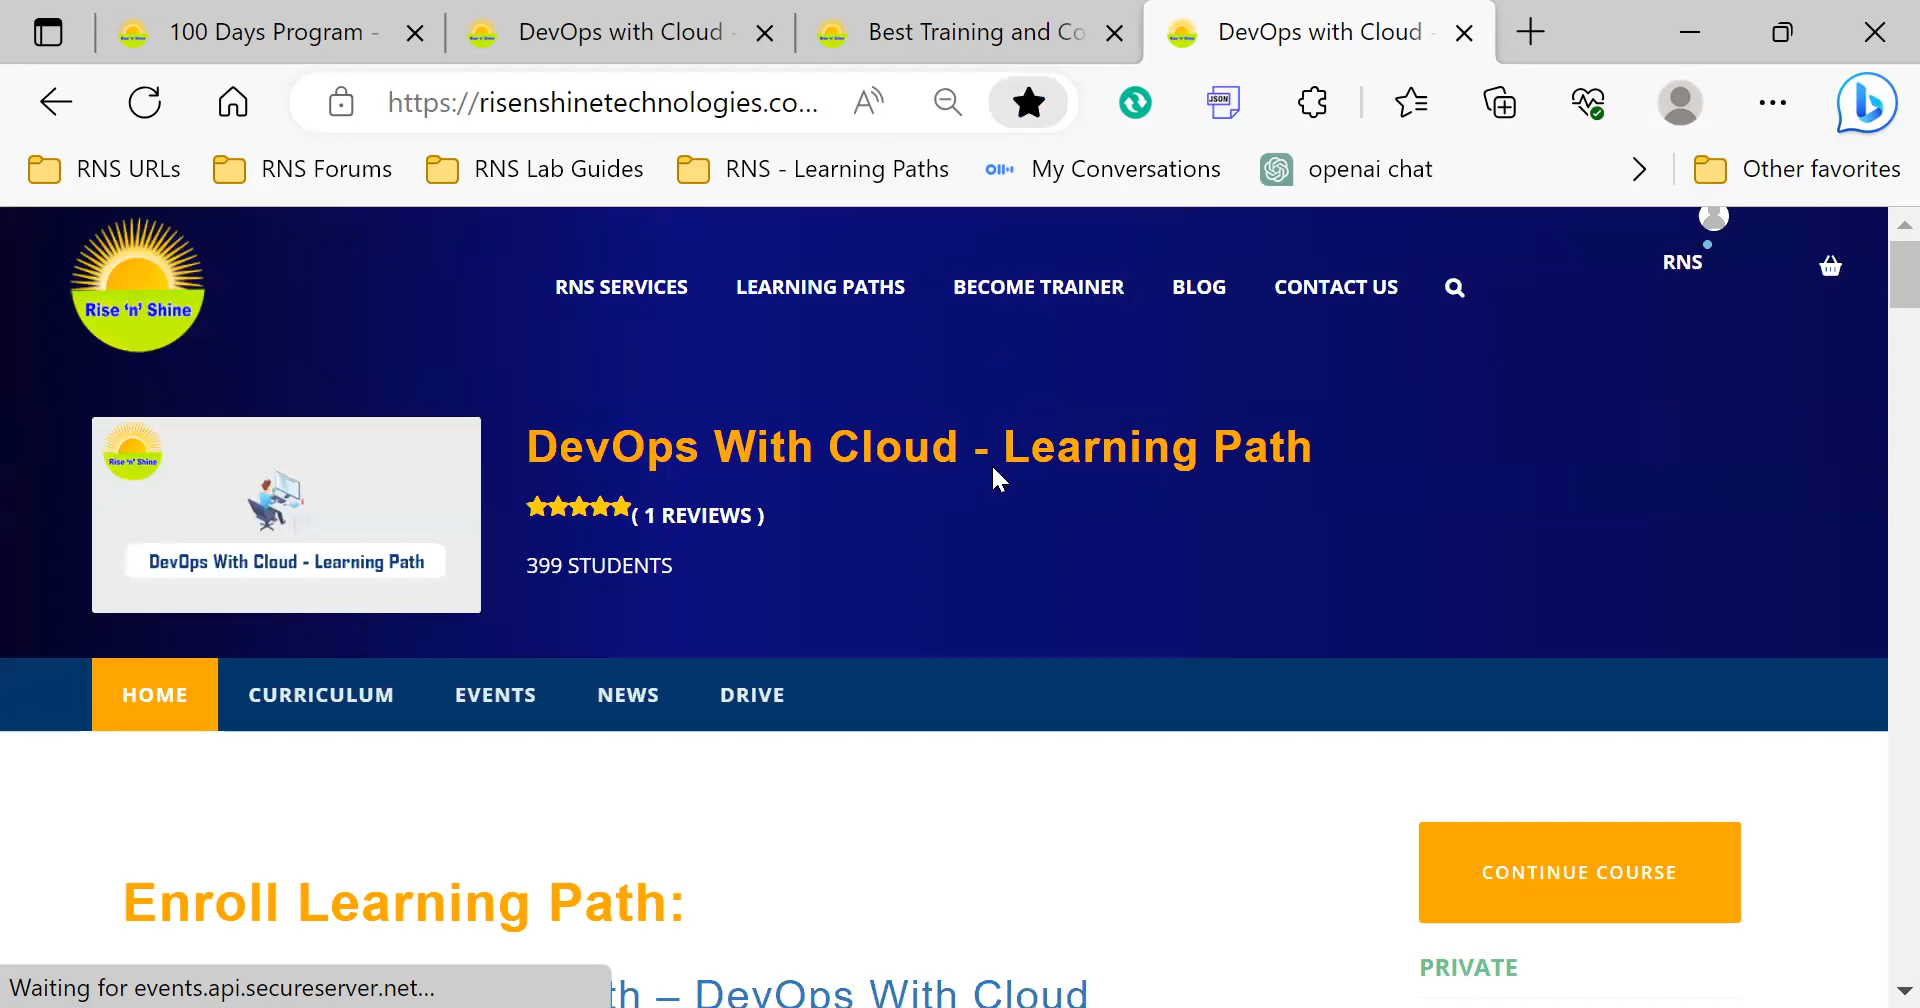 100 Days Program -
DevOps with Cloud -
Best Training and Co
DevOps with Cloud -
https://risenshinetechnologies.co...
A
JSON
RNS URLs
RNS Forums
RNS Lab Guides
RNS - Learning Paths
My Conversations
openai chat
Other favorites
Rise 'n' Shine
RNS SERVICES
LEARNING PATHS
BECOME TRAINER
BLOG
CONTACT US
RNS
Rise 'n' Shine
DevOps With Cloud - Learning Path
DevOps With Cloud - Learning Path
( 1 REVIEWS )
399 STUDENTS
HOME
CURRICULUM
EVENTS
NEWS
DRIVE
Enroll Learning Path:
CONTINUE COURSE
PRIVATE
Waiting for events.api.secureserver.net...
th – DevOps With Cloud